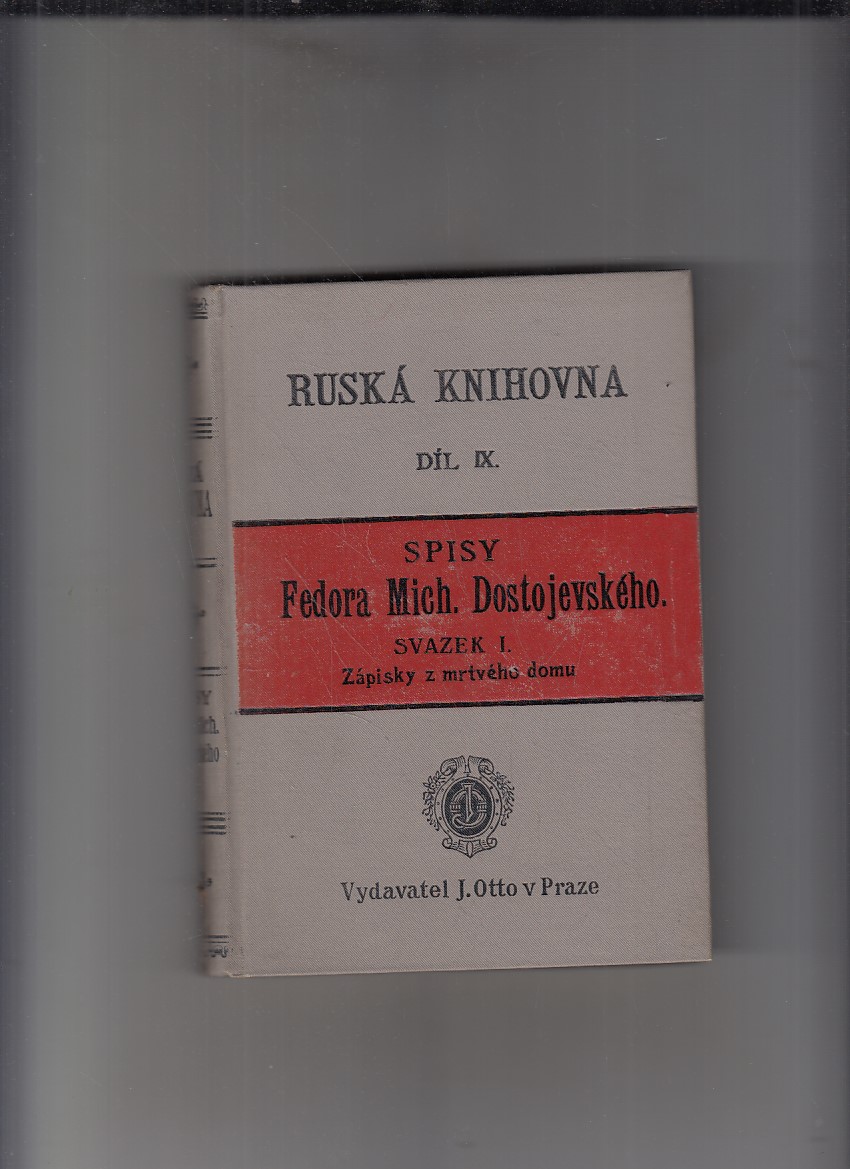 RUSKÁ KNIHOVNA
DÍL IX.
SPISY
Fedora Mich. Dostojevského.
SVAZEK I.
Zápisky z mrtvého domu
Vydavatel J. Otto v Praze